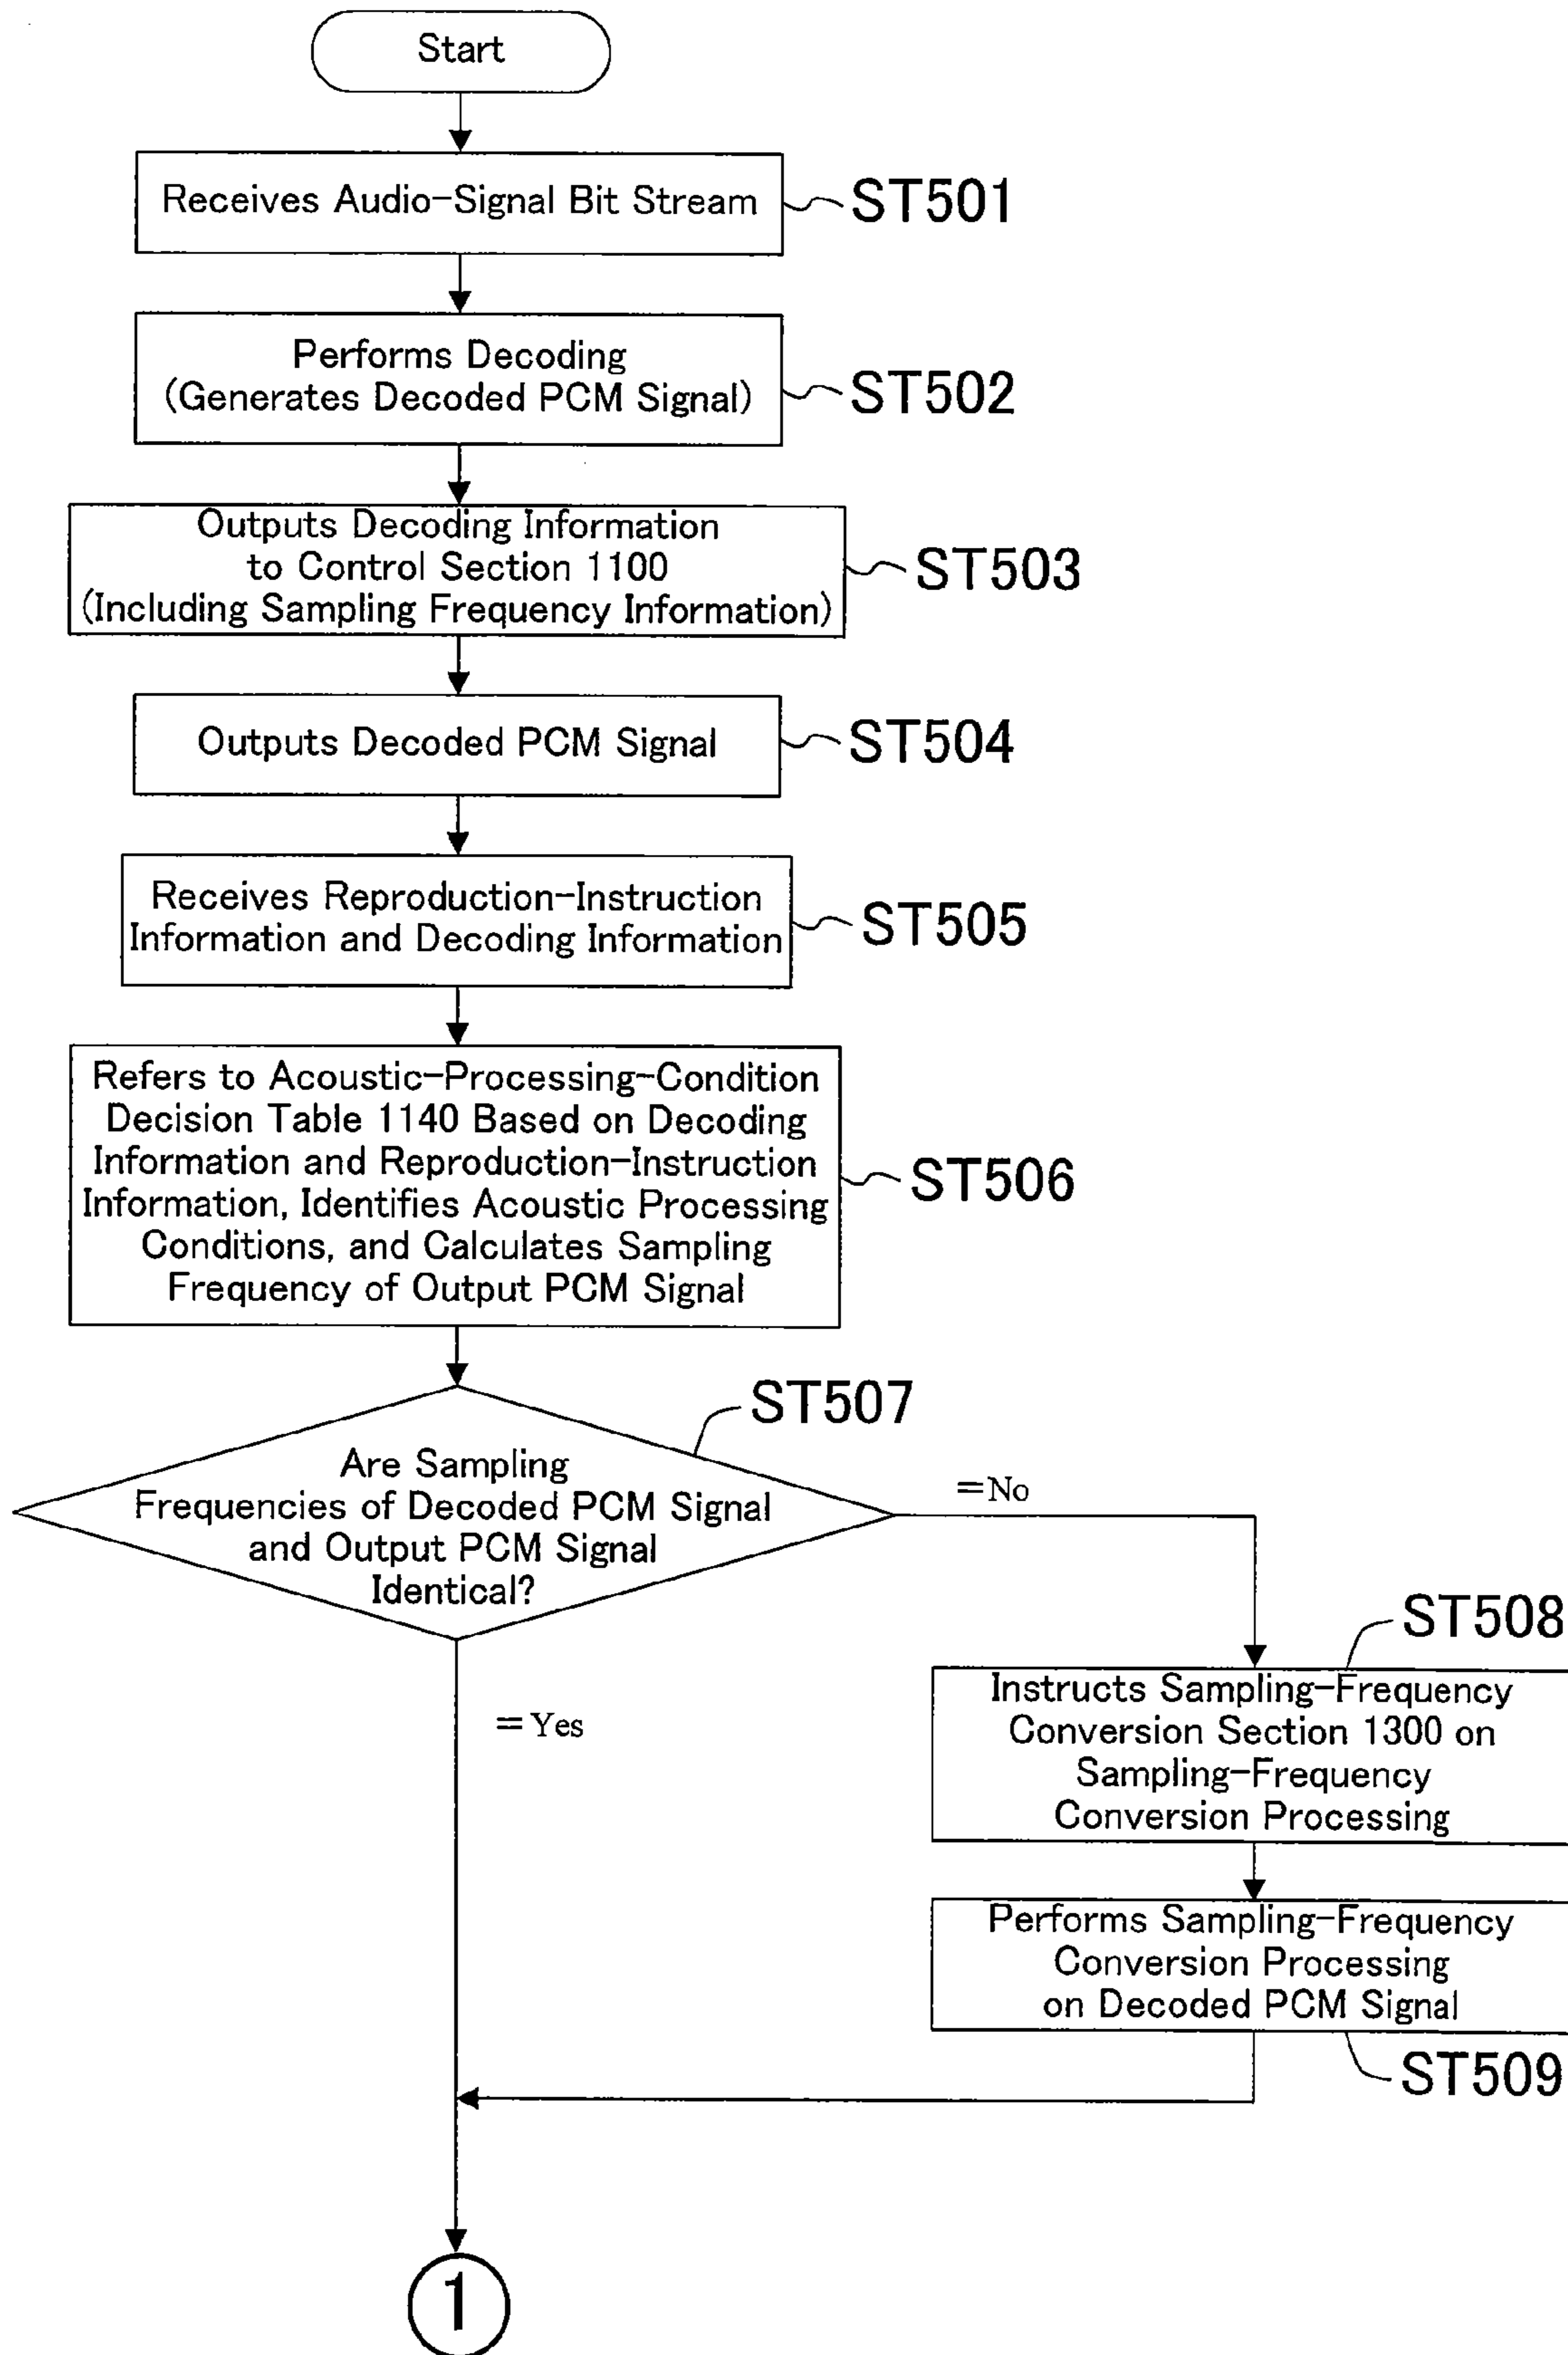 Start
Receives Audio-Signal Bit Stream
ST501
Performs Decoding
(Generates Decoded PCM Signal)
ST502
Outputs Decoding Information
to Control Section 1100
(Including Sampling Frequency Information)
ST503
Outputs Decoded PCM Signal
ST504
Receives Reproduction-Instruction
Information and Decoding Information
ST505
Refers to Acoustic-Processing-Condition
Decision Table 1140 Based on Decoding
Information and Reproduction-Instruction
Information, Identifies Acoustic Processing
Conditions, and Calculates Sampling
Frequency of Output PCM Signal
ST506
ST507
Are Sampling
Frequencies of Decoded PCM Signal
and Output PCM Signal
Identical?
=No
=Yes
ST508
Instructs Sampling-Frequency
Conversion Section 1300 on
Sampling-Frequency
Conversion Processing
Performs Sampling-Frequency
Conversion Processing
on Decoded PCM Signal
ST509
1